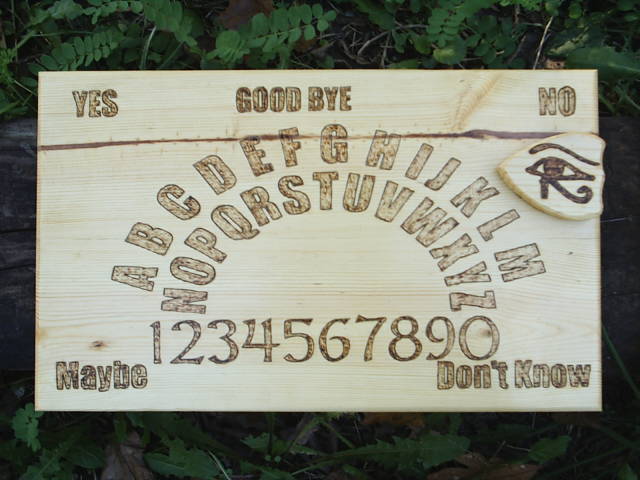 YES GOOD BYE NO
ABCDEFGHIJKLM
NOPQRSTUVWXYZ
1234567890
Maybe Don't Know